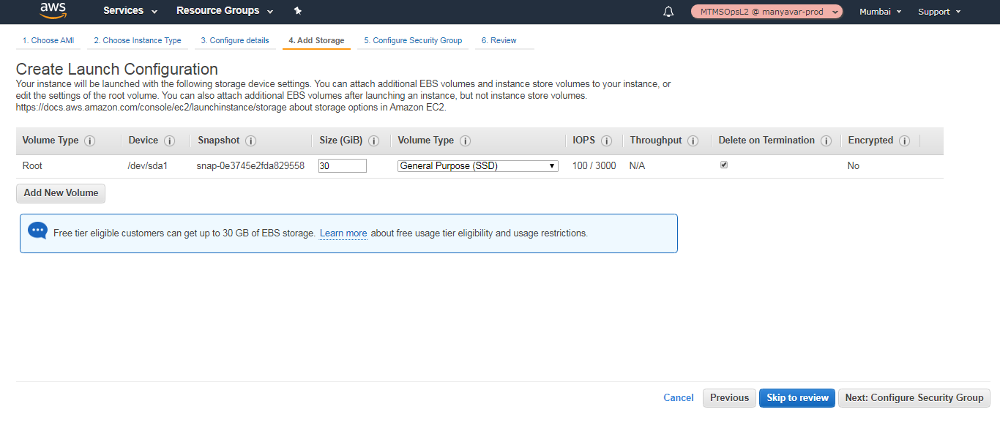 aws Services Resource Groups MTMSOpsL2 @ manyavar-prod Mumbai Support
1. Choose AMI 2. Choose Instance Type 3. Configure details 4. Add Storage 5. Configure Security Group 6. Review
Create Launch Configuration
Your instance will be launched with the following storage device settings. You can attach additional EBS volumes and instance store volumes to your instance, or
edit the settings of the root volume. You can also attach additional EBS volumes after launching an instance, but not instance store volumes.
https://docs.aws.amazon.com/console/ec2/launchinstance/storage about storage options in Amazon EC2.
Volume Type Device Snapshot Size (GiB) Volume Type IOPS Throughput Delete on Termination Encrypted
Root /dev/sda1 snap-0e3745e2fda829558 30 General Purpose (SSD) 100 / 3000 N/A No
Add New Volume
Free tier eligible customers can get up to 30 GB of EBS storage. Learn more about free usage tier eligibility and usage restrictions.
Cancel Previous Skip to review Next: Configure Security Group